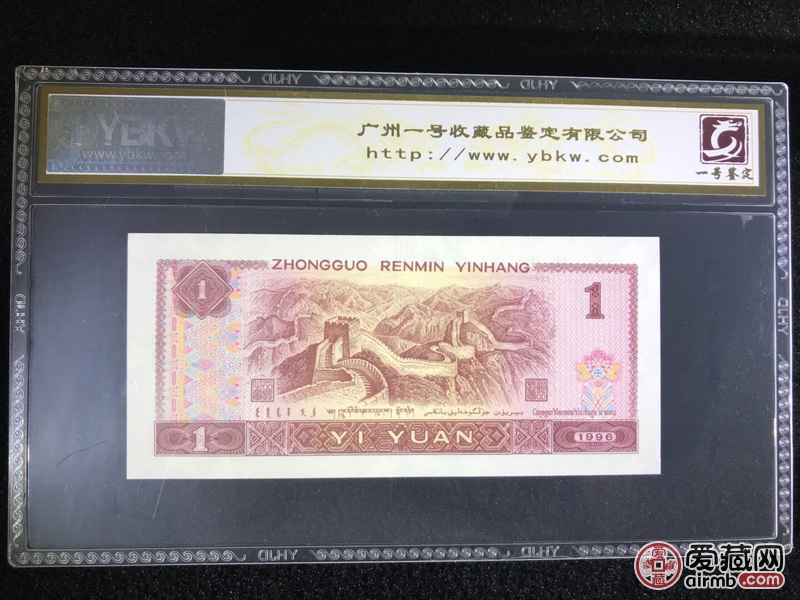 YBKW
www.ybkw.com
广州一号收藏品鉴定有限公司
http://www.ybkw.com
一号鉴定
ZHONGGUO RENMIN YINHANG
1
1
1
YI YUAN
1996
爱藏网
airmb.com